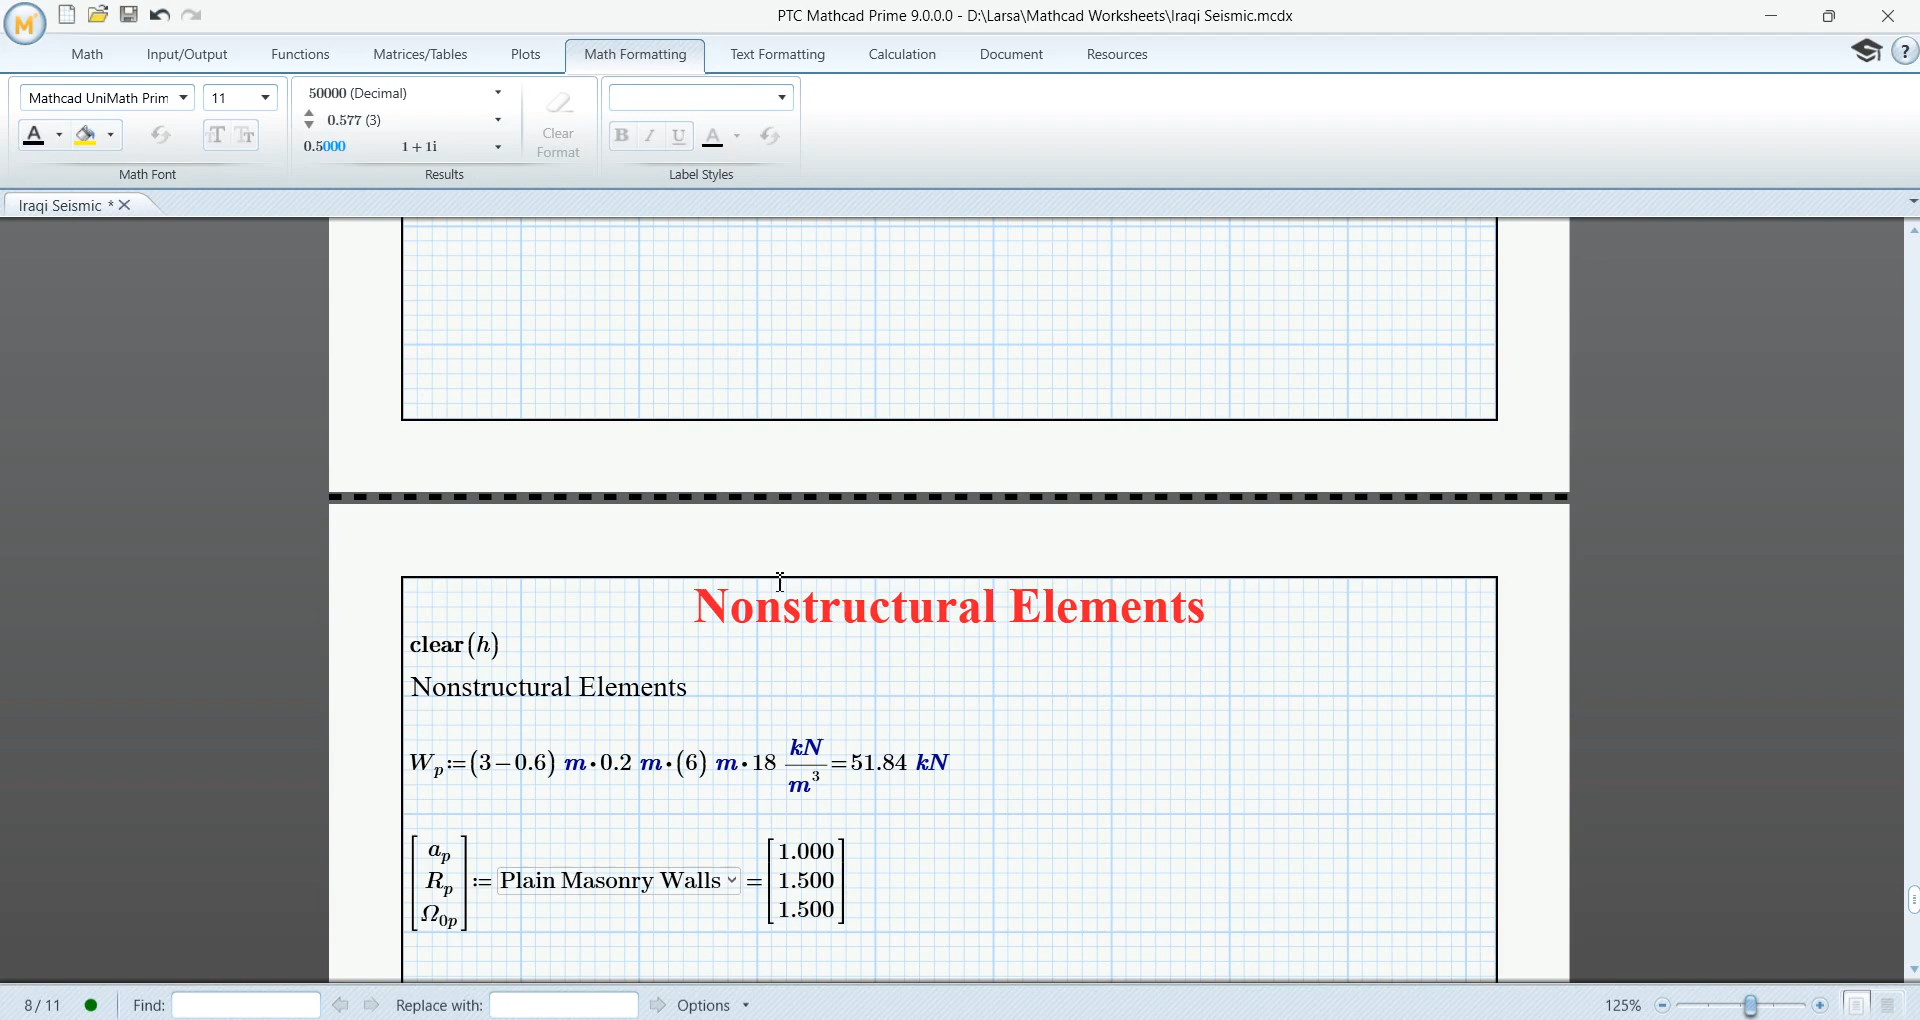 M
PTC Mathcad Prime 9.0.0.0 - D:\Larsa\Mathcad Worksheets\Iraqi Seismic.mcdx
Math Input/Output Functions Matrices/Tables Plots Math Formatting Text Formatting Calculation Document Resources ?
Mathcad UniMath Prim 11
50000 (Decimal)
0.577 (3)
0.5000 1+1i
Clear
Format
A
B I U A
Math Font Results Label Styles
Iraqi Seismic *
Nonstructural Elements
clear(h)
Nonstructural Elements
Wp:=(3−0.6) m·0.2 m·(6) m·18 kN/m³=51.84 kN
[ap Rp Ω0p]:=Plain Masonry Walls=[1.000 1.500 1.500]
8 / 11 Find: Replace with: Options 125%